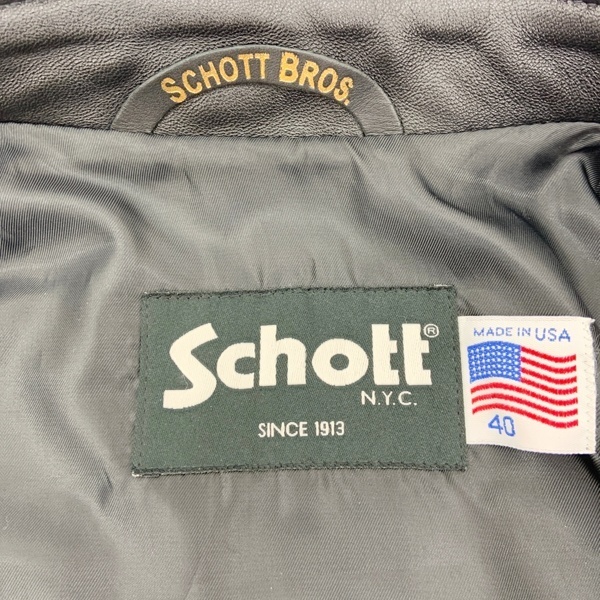 SCHOTT BROS.
Schott®
N.Y.C.
SINCE 1913
MADE IN USA
40